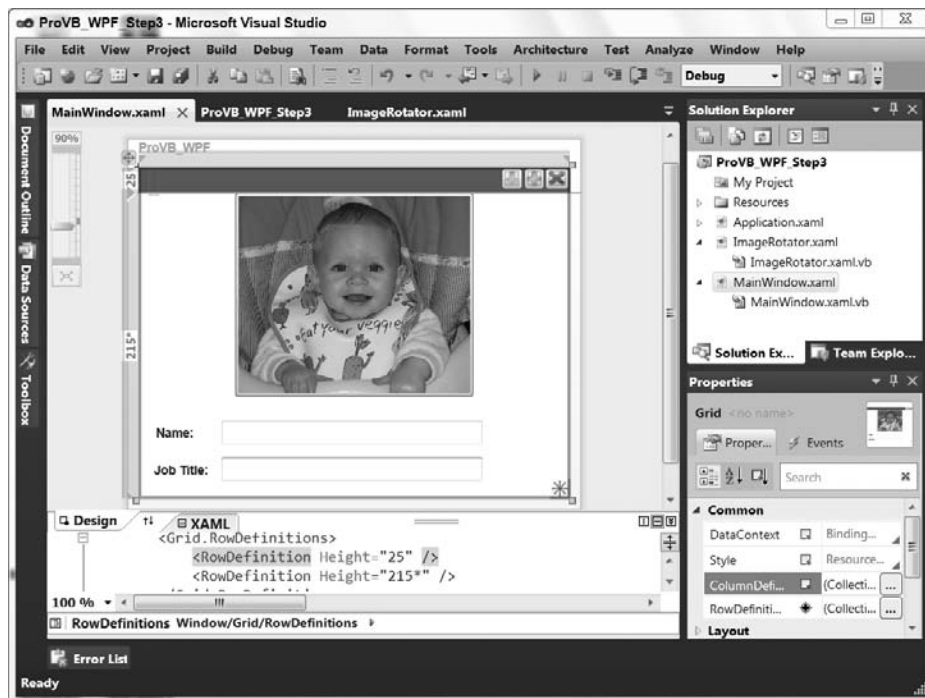 ProVB_WPF_Step3 - Microsoft Visual Studio
File Edit View Project Build Debug Team Data Format Tools Architecture Test Analyze Window Help
Debug
MainWindow.xaml ProVB_WPF_Step3 ImageRotator.xaml
Document Outline
Data Sources
Toolbox
90%
ProVB_WPF
25
215*
eat your veggies
Name:
Job Title:
Design XAML
<Grid.RowDefinitions>
<RowDefinition Height="25" />
<RowDefinition Height="215*" />
100 %
RowDefinitions Window/Grid/RowDefinitions
Error List
Ready
Solution Explorer
ProVB_WPF_Step3
My Project
Resources
Application.xaml
ImageRotator.xaml
ImageRotator.xaml.vb
MainWindow.xaml
MainWindow.xaml.vb
Solution Ex... Team Explo...
Properties
Grid <no name>
Proper... Events
Search
Common
DataContext Binding...
Style Resource...
ColumnDefi... (Collecti... ...
RowDefiniti... (Collecti... ...
Layout